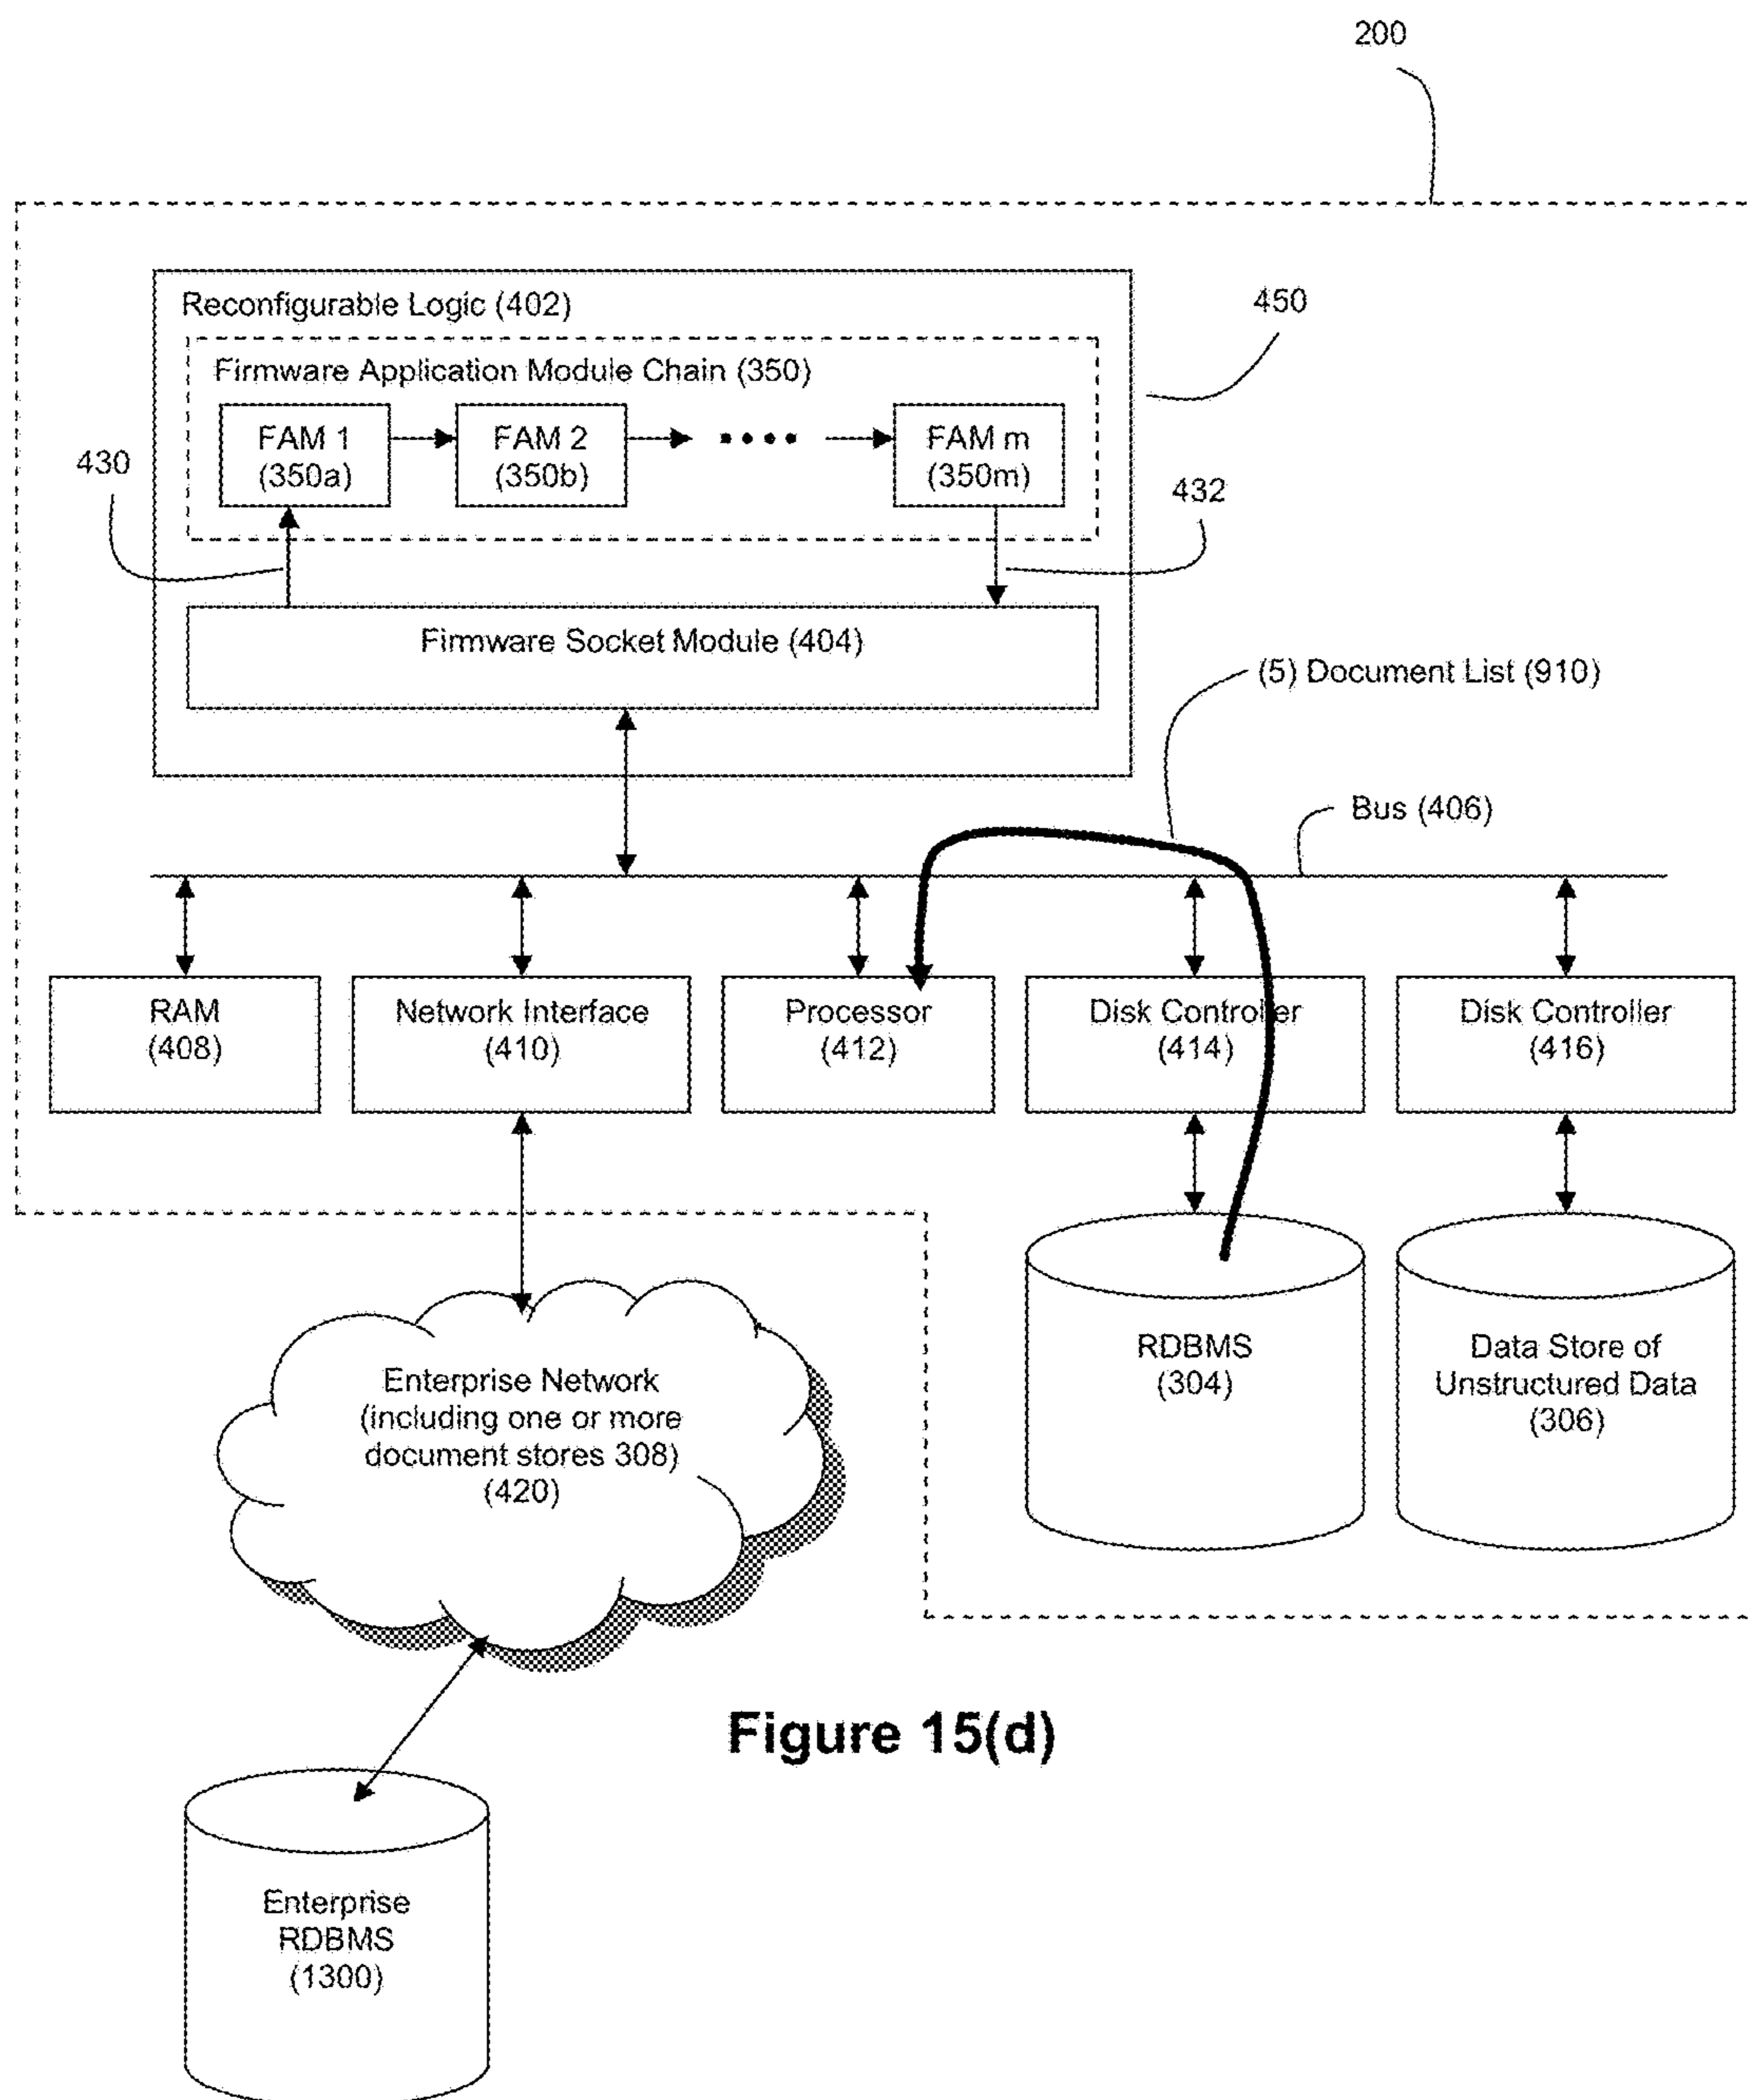 200
Reconfigurable Logic (402)
450
Firmware Application Module Chain (350)
FAM 1
(350a)
FAM 2
(350b)
• • • •
FAM m
(350m)
430
432
Firmware Socket Module (404)
(5) Document List (910)
Bus (406)
RAM
(408)
Network Interface
(410)
Processor
(412)
Disk Controller
(414)
Disk Controller
(416)
RDBMS
(304)
Data Store of
Unstructured Data
(306)
Enterprise Network
(including one or more
document stores 308)
(420)
Figure 15(d)
Enterprise
RDBMS
(1300)